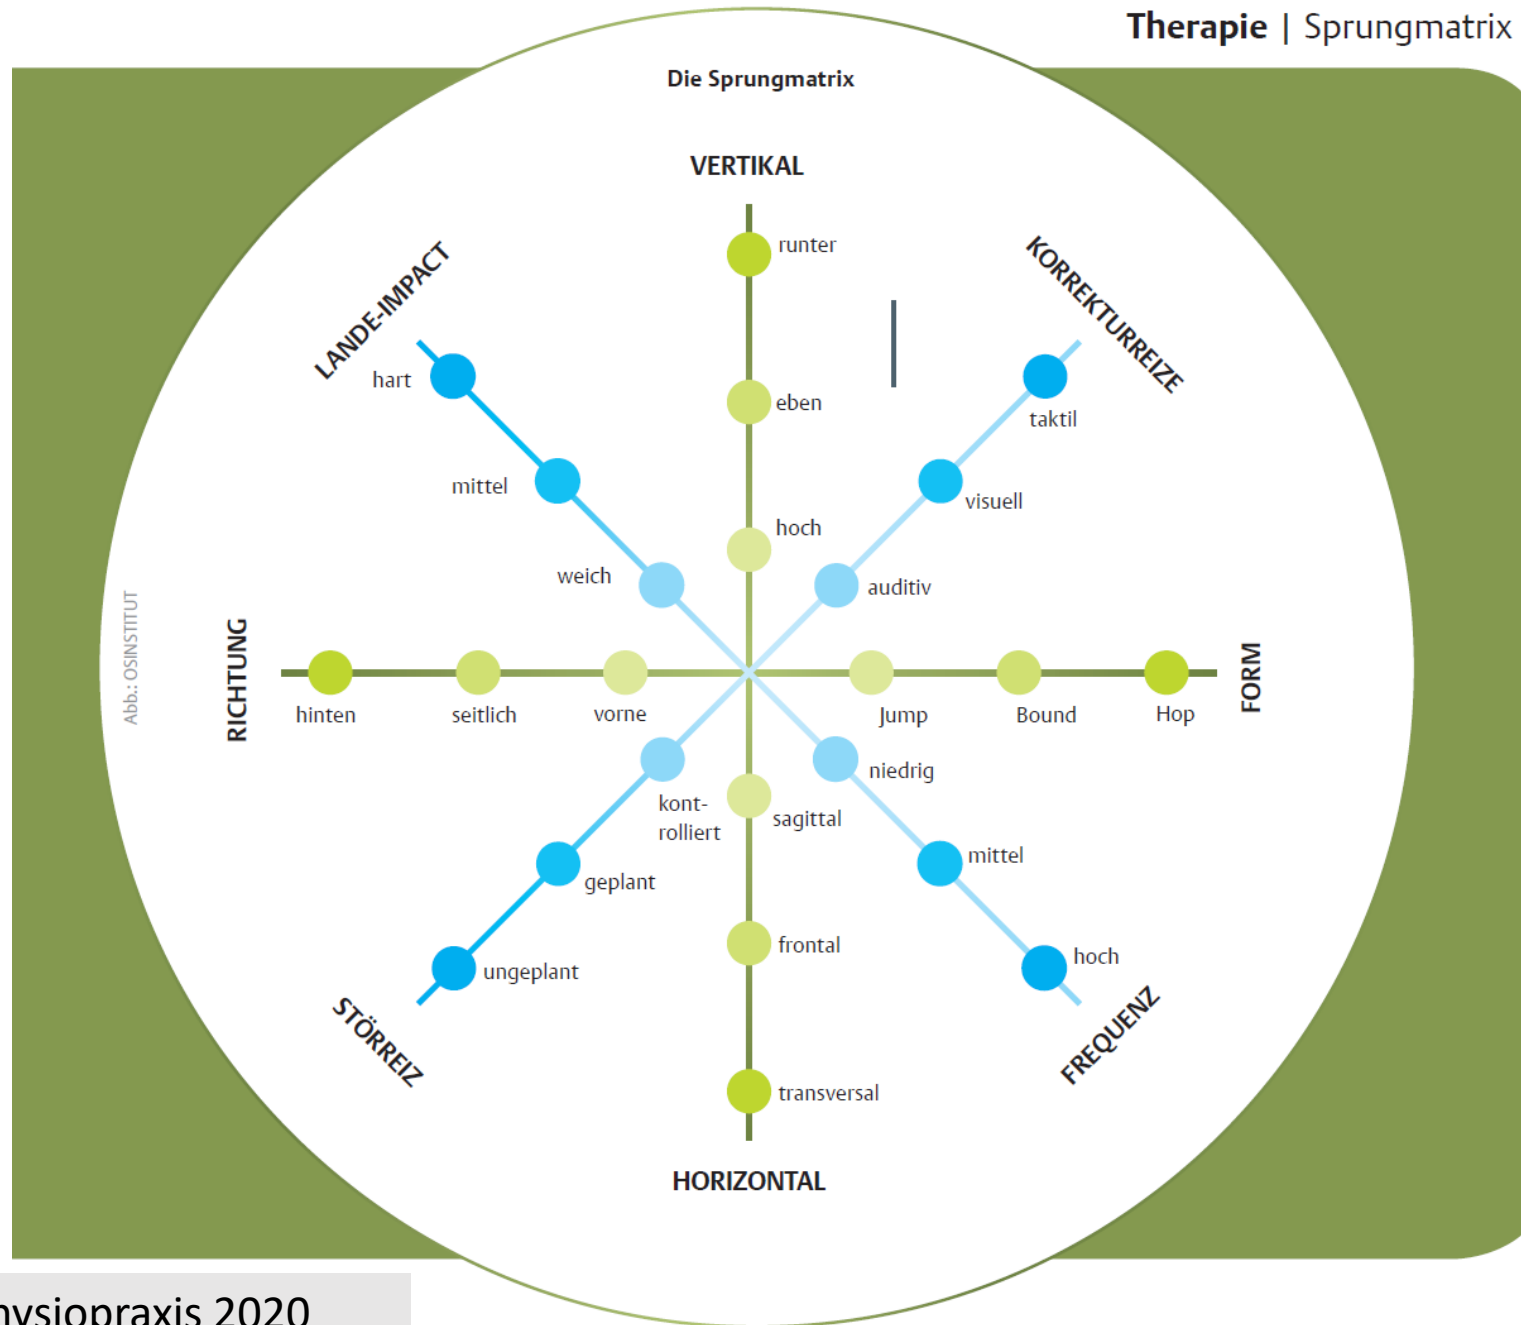 Therapie | Sprungmatrix
Die Sprungmatrix
VERTIKAL
runter
eben
hoch
KORREKTURREIZE
taktil
visuell
auditiv
FORM
Jump
Bound
Hop
niedrig
mittel
hoch
FREQUENZ
sagittal
frontal
transversal
HORIZONTAL
kont-
rolliert
geplant
ungeplant
STÖRREIZ
vorne
seitlich
hinten
RICHTUNG
weich
mittel
hart
LANDE-IMPACT
Abb.: OSINSTITUT
hysiopraxis 2020